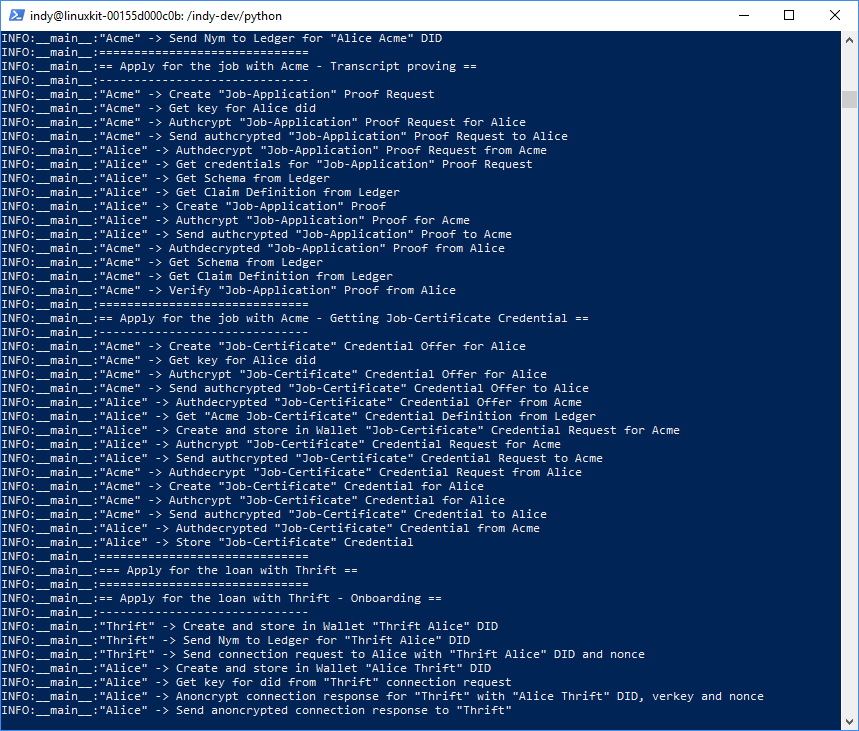 indy@linuxkit-00155d000c0b: /indy-dev/python
INFO:__main__:"Acme" -> Send Nym to Ledger for "Alice Acme" DID
INFO:__main__:==============================
INFO:__main__:== Apply for the job with Acme - Transcript proving ==
INFO:__main__:------------------------------
INFO:__main__:"Acme" -> Create "Job-Application" Proof Request
INFO:__main__:"Acme" -> Get key for Alice did
INFO:__main__:"Acme" -> Authcrypt "Job-Application" Proof Request for Alice
INFO:__main__:"Acme" -> Send authcrypted "Job-Application" Proof Request to Alice
INFO:__main__:"Alice" -> Authdecrypt "Job-Application" Proof Request from Acme
INFO:__main__:"Alice" -> Get credentials for "Job-Application" Proof Request
INFO:__main__:"Alice" -> Get Schema from Ledger
INFO:__main__:"Alice" -> Get Claim Definition from Ledger
INFO:__main__:"Alice" -> Create "Job-Application" Proof
INFO:__main__:"Alice" -> Authcrypt "Job-Application" Proof for Acme
INFO:__main__:"Alice" -> Send authcrypted "Job-Application" Proof to Acme
INFO:__main__:"Acme" -> Authdecrypted "Job-Application" Proof from Alice
INFO:__main__:"Acme" -> Get Schema from Ledger
INFO:__main__:"Acme" -> Get Claim Definition from Ledger
INFO:__main__:"Acme" -> Verify "Job-Application" Proof from Alice
INFO:__main__:==============================
INFO:__main__:== Apply for the job with Acme - Getting Job-Certificate Credential ==
INFO:__main__:------------------------------
INFO:__main__:"Acme" -> Create "Job-Certificate" Credential Offer for Alice
INFO:__main__:"Acme" -> Get key for Alice did
INFO:__main__:"Acme" -> Authcrypt "Job-Certificate" Credential Offer for Alice
INFO:__main__:"Acme" -> Send authcrypted "Job-Certificate" Credential Offer to Alice
INFO:__main__:"Alice" -> Authdecrypted "Job-Certificate" Credential Offer from Acme
INFO:__main__:"Alice" -> Get "Acme Job-Certificate" Credential Definition from Ledger
INFO:__main__:"Alice" -> Create and store in Wallet "Job-Certificate" Credential Request for Acme
INFO:__main__:"Alice" -> Authcrypt "Job-Certificate" Credential Request for Acme
INFO:__main__:"Alice" -> Send authcrypted "Job-Certificate" Credential Request to Acme
INFO:__main__:"Acme" -> Authdecrypt "Job-Certificate" Credential Request from Alice
INFO:__main__:"Acme" -> Create "Job-Certificate" Credential for Alice
INFO:__main__:"Acme" -> Authcrypt "Job-Certificate" Credential for Alice
INFO:__main__:"Acme" -> Send authcrypted "Job-Certificate" Credential to Alice
INFO:__main__:"Alice" -> Authdecrypted "Job-Certificate" Credential from Acme
INFO:__main__:"Alice" -> Store "Job-Certificate" Credential
INFO:__main__:==============================
INFO:__main__:=== Apply for the loan with Thrift ==
INFO:__main__:==============================
INFO:__main__:== Apply for the loan with Thrift - Onboarding ==
INFO:__main__:------------------------------
INFO:__main__:"Thrift" -> Create and store in Wallet "Thrift Alice" DID
INFO:__main__:"Thrift" -> Send Nym to Ledger for "Thrift Alice" DID
INFO:__main__:"Thrift" -> Send connection request to Alice with "Thrift Alice" DID and nonce
INFO:__main__:"Alice" -> Create and store in Wallet "Alice Thrift" DID
INFO:__main__:"Alice" -> Get key for did from "Thrift" connection request
INFO:__main__:"Alice" -> Anoncrypt connection response for "Thrift" with "Alice Thrift" DID, verkey and nonce
INFO:__main__:"Alice" -> Send anoncrypted connection response to "Thrift"